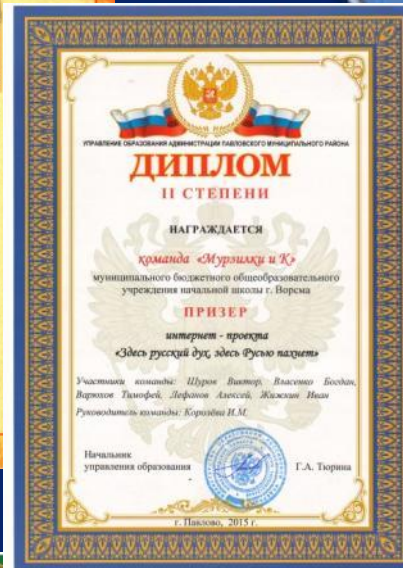 УПРАВЛЕНИЕ ОБРАЗОВАНИЯ АДМИНИСТРАЦИИ ПАВЛОВСКОГО МУНИЦИПАЛЬНОГО РАЙОНА
ДИПЛОМ
II СТЕПЕНИ
НАГРАЖДАЕТСЯ
команда «Мурзилки и К»
муниципального бюджетного общеобразовательного
учреждения начальной школы г. Ворсма
ПРИЗЕР
интернет - проекта
«Здесь русский дух, здесь Русью пахнет»
Участники команды: Щуров Виктор, Власенко Богдан,
Варюхов Тимофей, Лефанов Алексей, Жижкин Иван
Руководитель команды: Королёва И.М.
Начальник
управления образования Г.А. Тюрина
г. Павлово, 2015 г.